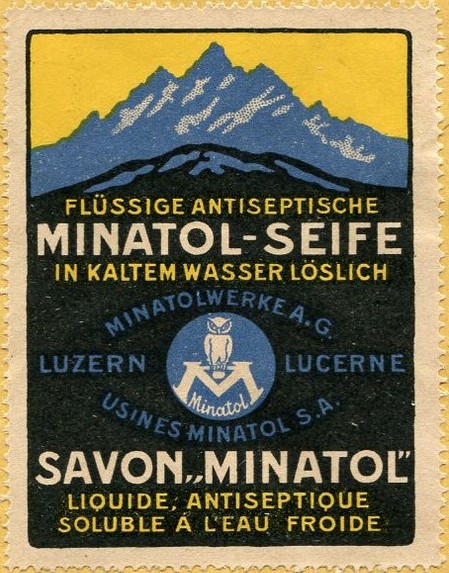 FLÜSSIGE ANTISEPTISCHE
MINATOL-SEIFE
IN KALTEM WASSER LÖSLICH
MINATOLWERKE A.G.
LUZERN LUCERNE
M
Minatol
USINES MINATOL S.A.
SAVON „MINATOL"
LIQUIDE, ANTISEPTIQUE
SOLUBLE Á L'EAU FROIDE